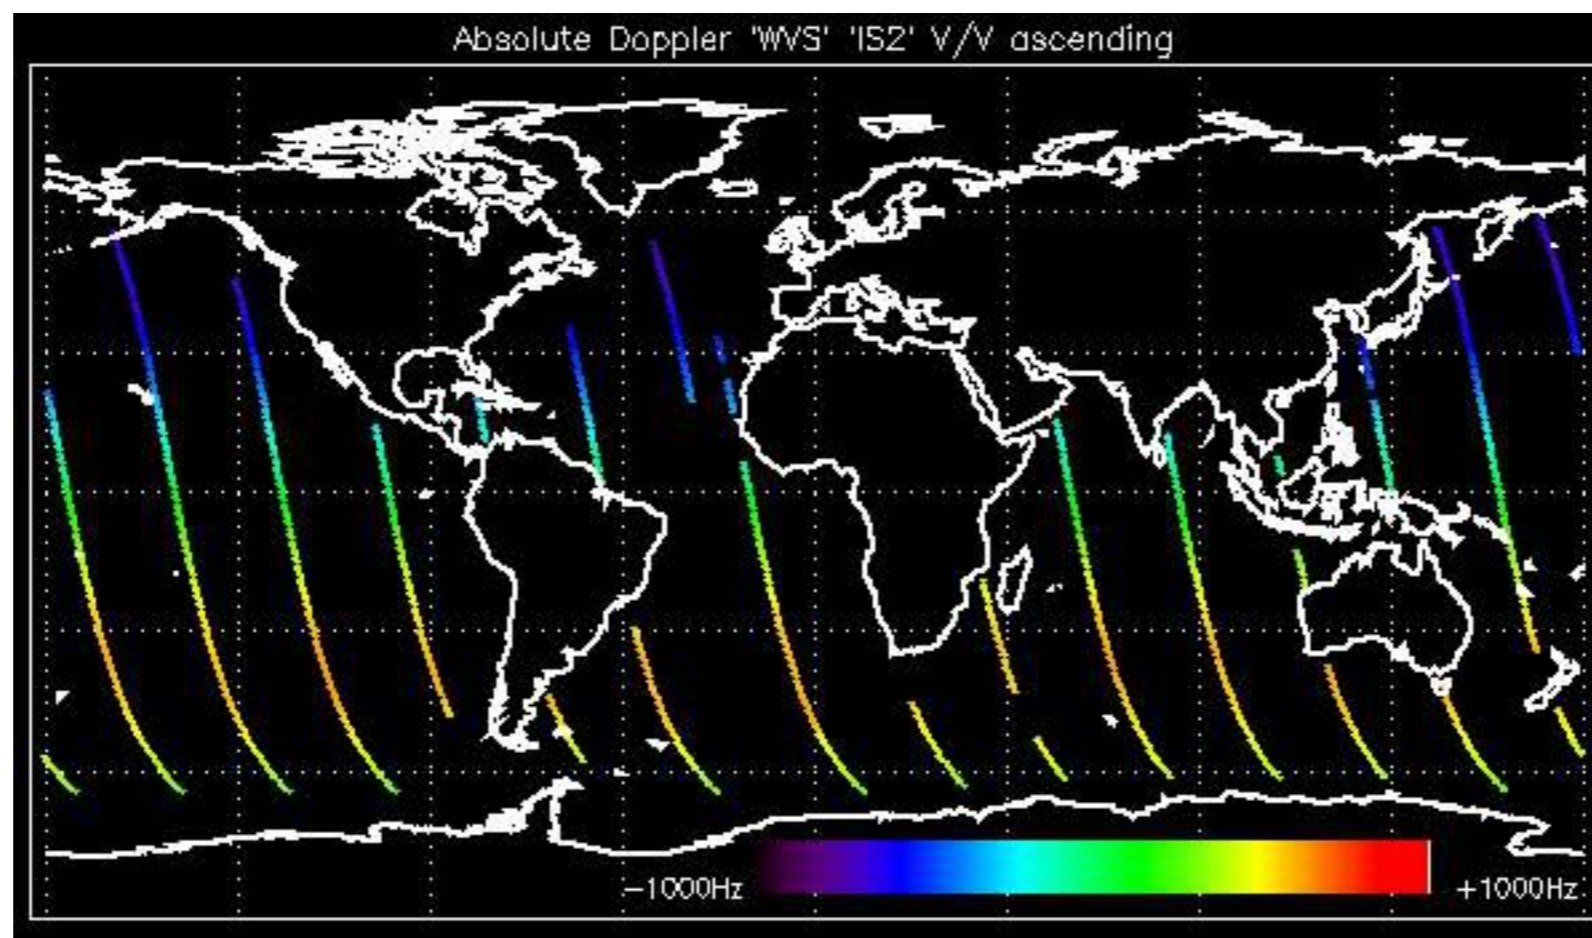 Absolute Doppler 'WVS' 'IS2' V/V ascending
−1000Hz +1000Hz